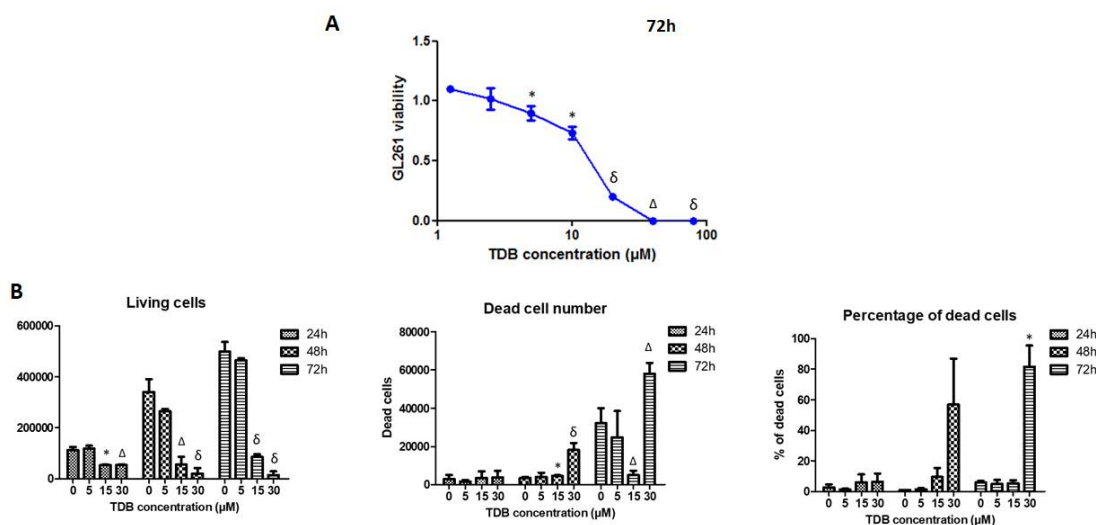 A
72h
1.5
1.0
0.5
0.0
GL261 viability
* * δ Δ δ
1 10 100
TDB concentration (µM)
B
Living cells
600000
400000
200000
0
* Δ Δ δ δ δ
0 5 15 30 0 5 15 30 0 5 15 30
TDB concentration (µM)
24h
48h
72h
Dead cell number
80000
60000
40000
20000
0
Dead cells
* δ Δ Δ
0 5 15 30 0 5 15 30 0 5 15 30
TDB concentration (µM)
24h
48h
72h
Percentage of dead cells
100
80
60
40
20
0
% of dead cells
*
0 5 15 30 0 5 15 30 0 5 15 30
TDB concentration (µM)
24h
48h
72h